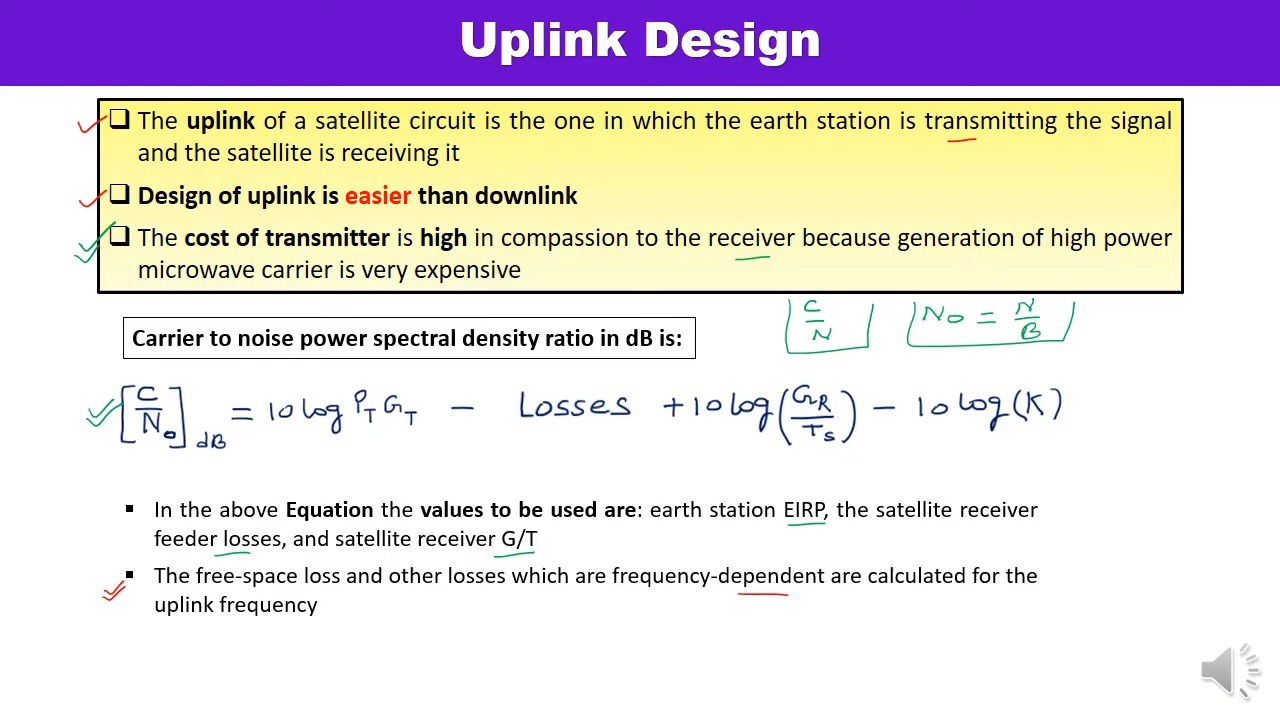 Uplink Design
The uplink of a satellite circuit is the one in which the earth station is transmitting the signal
and the satellite is receiving it
Design of uplink is easier than downlink
The cost of transmitter is high in compassion to the receiver because generation of high power
microwave carrier is very expensive
C/N N₀ = N/B
Carrier to noise power spectral density ratio in dB is:
[C/N₀]dB = 10 log P_T G_T - Losses + 10 log(G_R/T_s) - 10 log(K)
In the above Equation the values to be used are: earth station EIRP, the satellite receiver
feeder losses, and satellite receiver G/T
The free-space loss and other losses which are frequency-dependent are calculated for the
uplink frequency